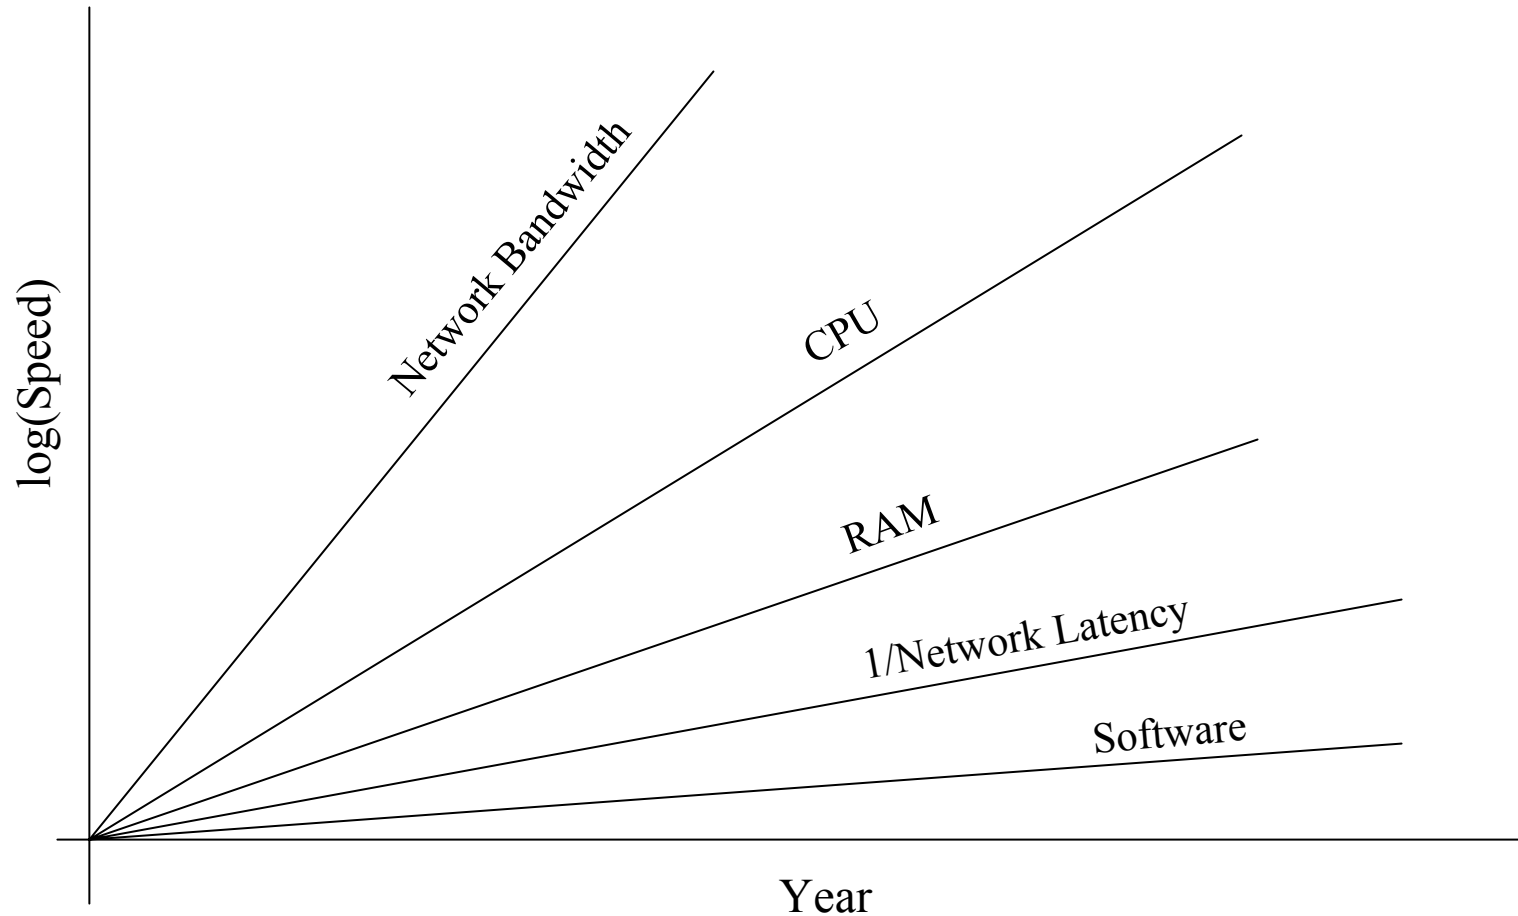 Network Bandwidth
CPU
log(Speed)
RAM
1/Network Latency
Software
Year